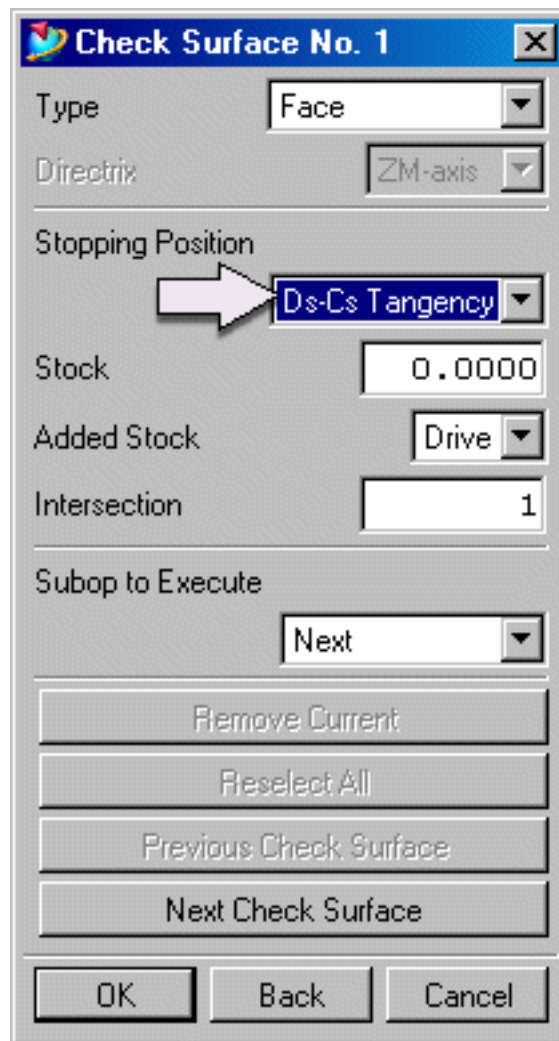 Check Surface No. 1
Type Face
Directrix ZM-axis
Stopping Position
Ds-Cs Tangency
Stock 0.0000
Added Stock Drive
Intersection 1
Subop to Execute
Next
Remove Current
Reselect All
Previous Check Surface
Next Check Surface
OK Back Cancel